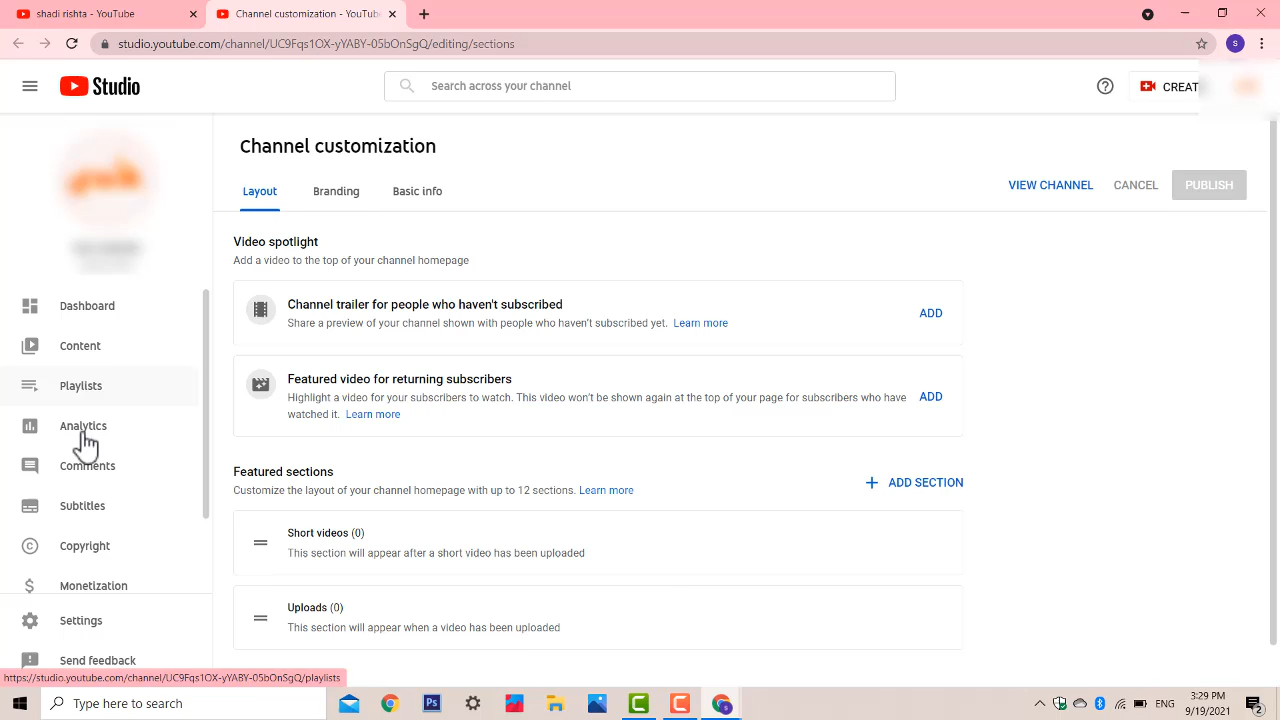 shadi rishta - YouTube
Channel customization - YouTube
studio.youtube.com/channel/UC9Fqs1OX-yYABY-05bOnSgQ/editing/sections
Studio
Search across your channel
CREAT
Channel customization
Layout
Branding
Basic info
VIEW CHANNEL
CANCEL
PUBLISH
Video spotlight
Add a video to the top of your channel homepage
Channel trailer for people who haven't subscribed
Share a preview of your channel shown with people who haven't subscribed yet. Learn more
ADD
Featured video for returning subscribers
Highlight a video for your subscribers to watch. This video won't be shown again at the top of your page for subscribers who have
watched it. Learn more
ADD
Featured sections
Customize the layout of your channel homepage with up to 12 sections. Learn more
ADD SECTION
Short videos (0)
This section will appear after a short video has been uploaded
Uploads (0)
This section will appear when a video has been uploaded
Dashboard
Content
Playlists
Analytics
Comments
Subtitles
Copyright
Monetization
Settings
Send feedback
https://studio.youtube.com/channel/UC9Fqs1OX-yYABY-05bOnSgQ/playlists
Type here to search
3:29 PM
9/19/2021